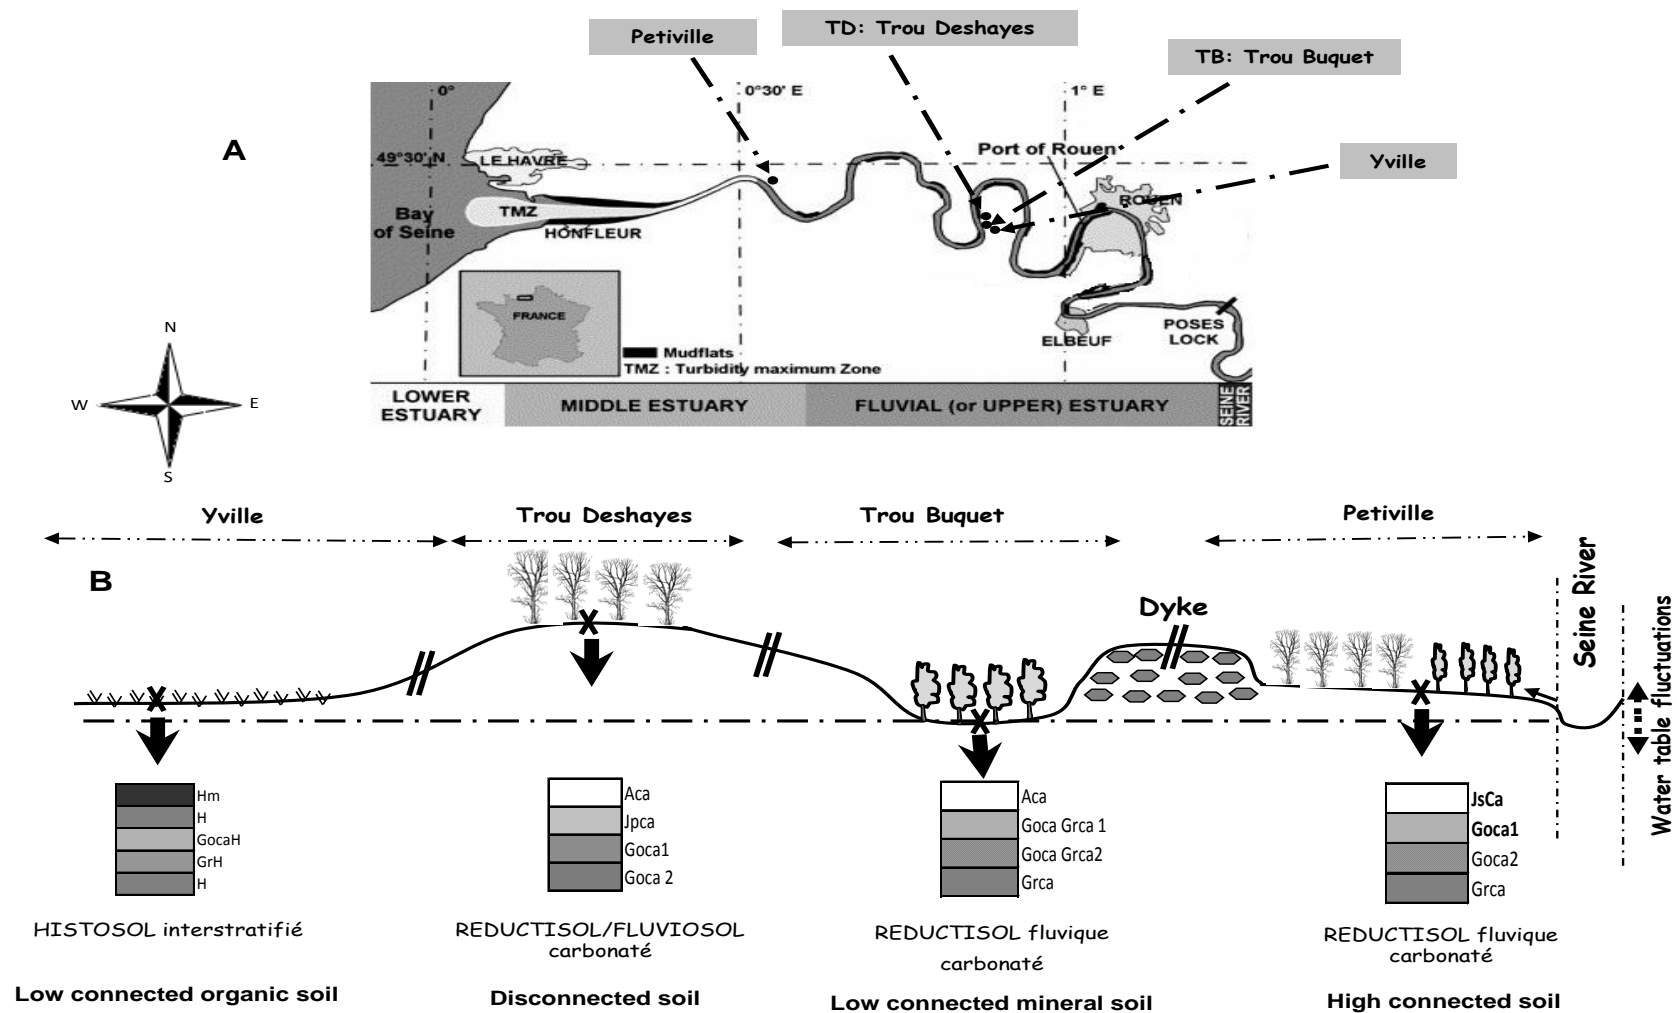 Petiville
TD: Trou Deshayes
TB: Trou Buquet
Yville
A
0°
0°30' E
1° E
49°30' N
LE HAVRE
Port of Rouen
ROUEN
TMZ
Bay
of Seine
HONFLEUR
FRANCE
ELBEUF
POSES
LOCK
Mudflats
TMZ : Turbidity maximum Zone
LOWER
ESTUARY
MIDDLE ESTUARY
FLUVIAL (or UPPER) ESTUARY
SEINE
RIVER
N
W
E
S
Yville
Trou Deshayes
Trou Buquet
Petiville
B
Dyke
Seine River
Water table fluctuations
Hm
H
GocaH
GrH
H
Aca
Jpca
Goca1
Goca 2
Aca
Goca Grca 1
Goca Grca2
Grca
JsCa
Goca1
Goca2
Grca
HISTOSOL interstratifié
REDUCTISOL/FLUVIOSOL
carbonaté
REDUCTISOL fluvique
carbonaté
REDUCTISOL fluvique
carbonaté
Low connected organic soil
Disconnected soil
Low connected mineral soil
High connected soil